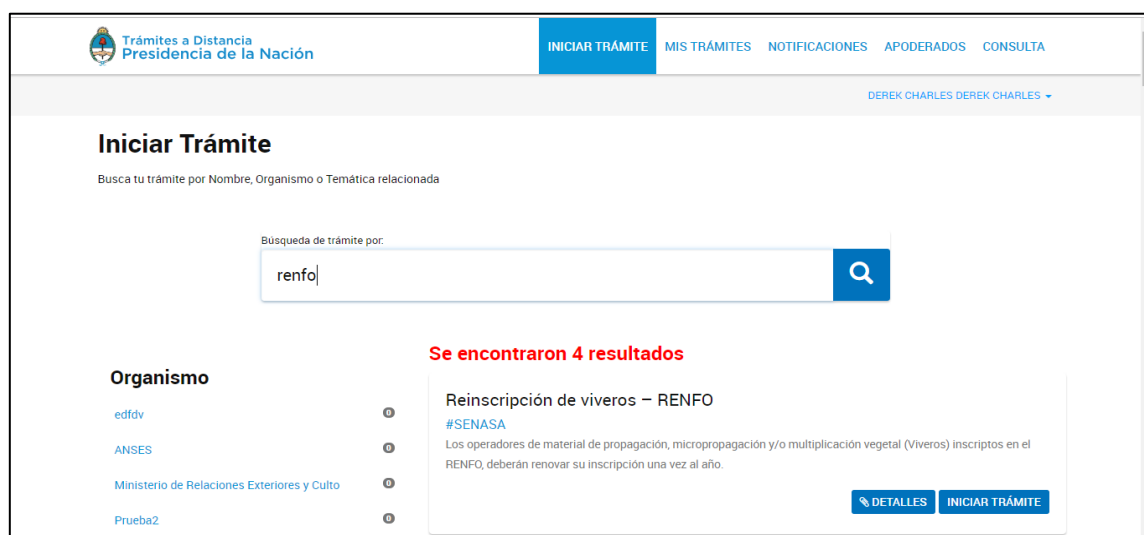 Trámites a Distancia
Presidencia de la Nación
INICIAR TRÁMITE MIS TRÁMITES NOTIFICACIONES APODERADOS CONSULTA
DEREK CHARLES DEREK CHARLES
Iniciar Trámite
Busca tu trámite por Nombre, Organismo o Temática relacionada
Búsqueda de trámite por:
renfo
Se encontraron 4 resultados
Organismo
edfdv 0
ANSES 0
Ministerio de Relaciones Exteriores y Culto 0
Prueba2 0
Reinscripción de viveros – RENFO
#SENASA
Los operadores de material de propagación, micropropagación y/o multiplicación vegetal (Viveros) inscriptos en el
RENFO, deberán renovar su inscripción una vez al año.
DETALLES INICIAR TRÁMITE